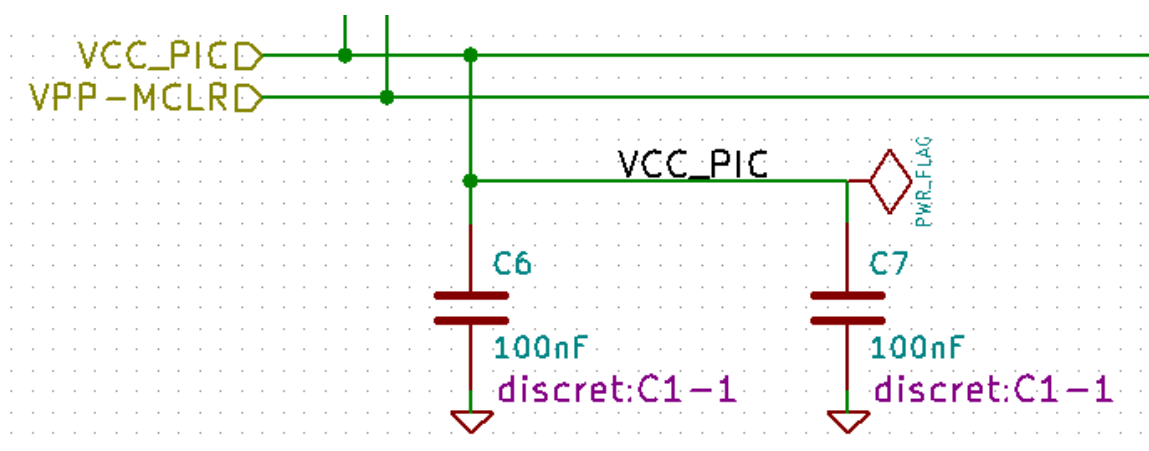 VCC_PIC
VPP-MCLR
VCC_PIC
PWR_FLAG
C6
100nF
discret:C1-1
C7
100nF
discret:C1-1